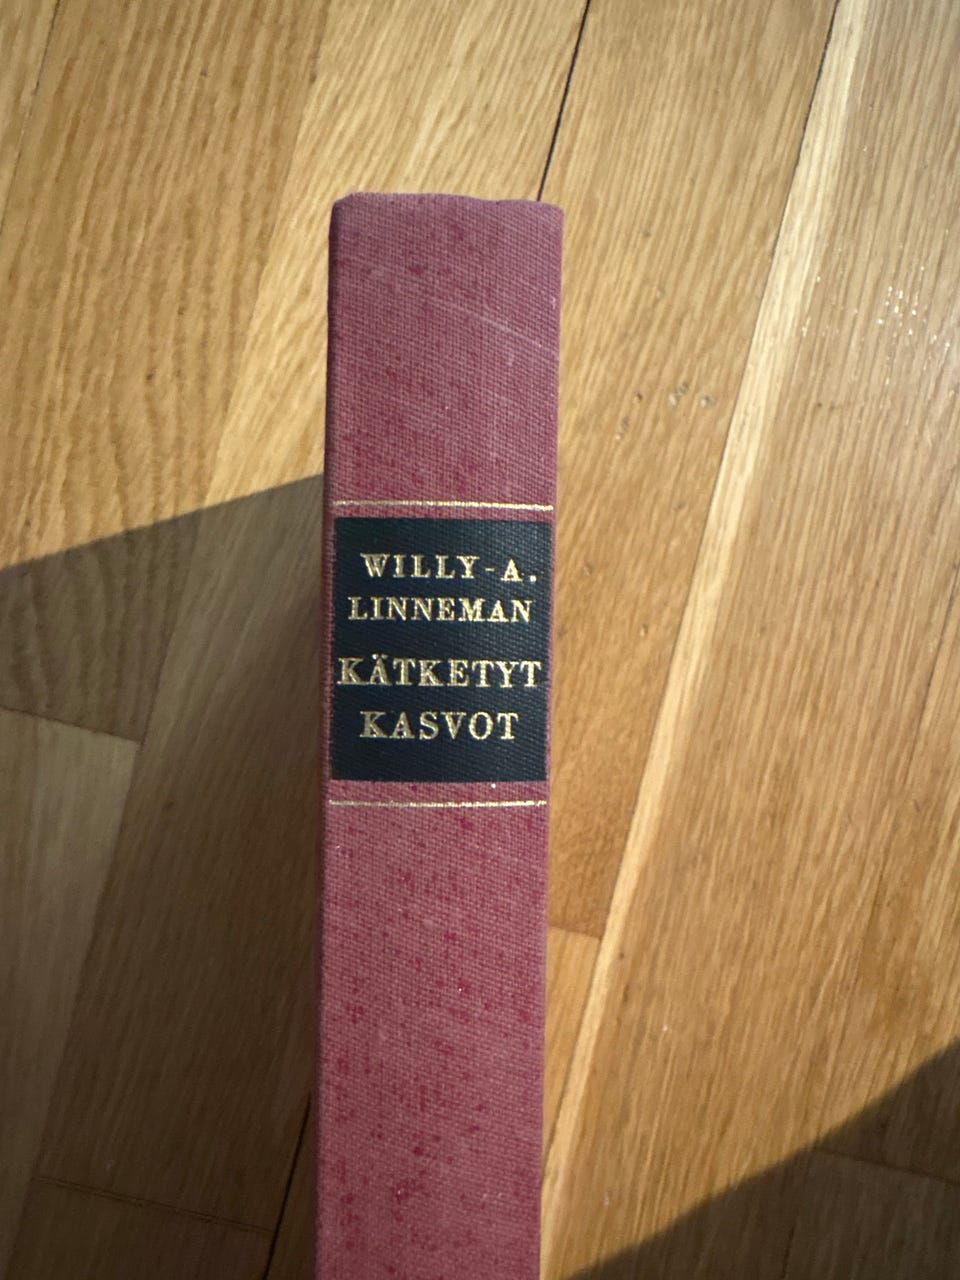 WILLY-A.
LINNEMAN
KÄTKETYT
KASVOT